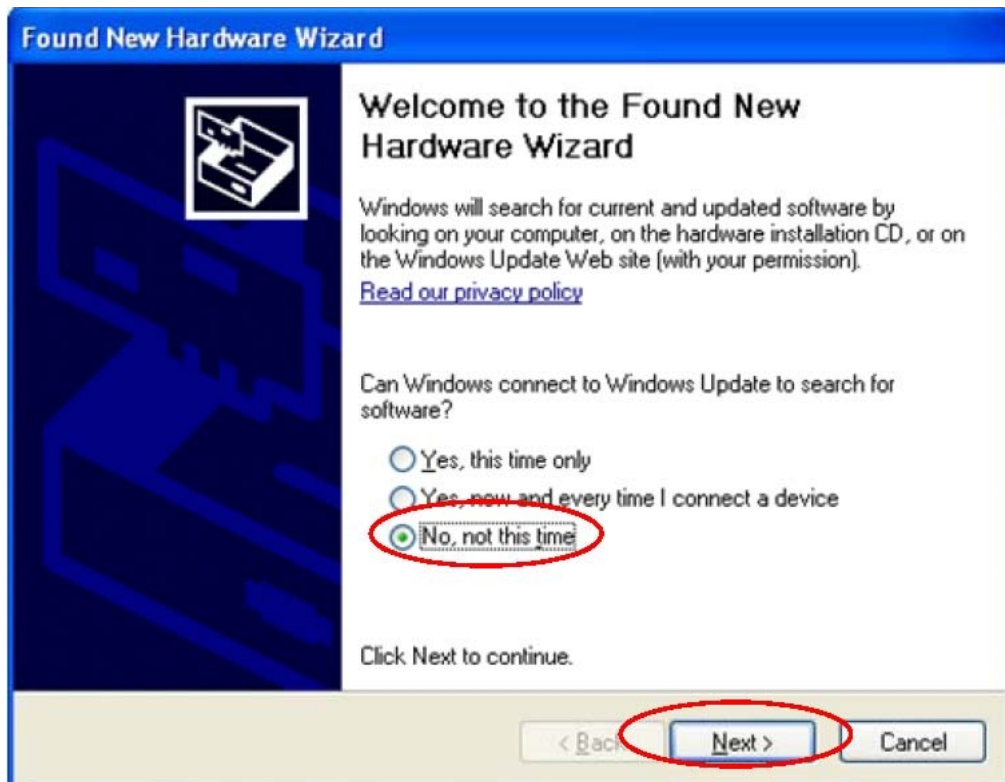 Found New Hardware Wizard
Welcome to the Found New
Hardware Wizard
Windows will search for current and updated software by
looking on your computer, on the hardware installation CD, or on
the Windows Update Web site (with your permission).
Read our privacy policy
Can Windows connect to Windows Update to search for
software?
Yes, this time only
Yes, now and every time I connect a device
No, not this time
Click Next to continue.
< Back Next > Cancel